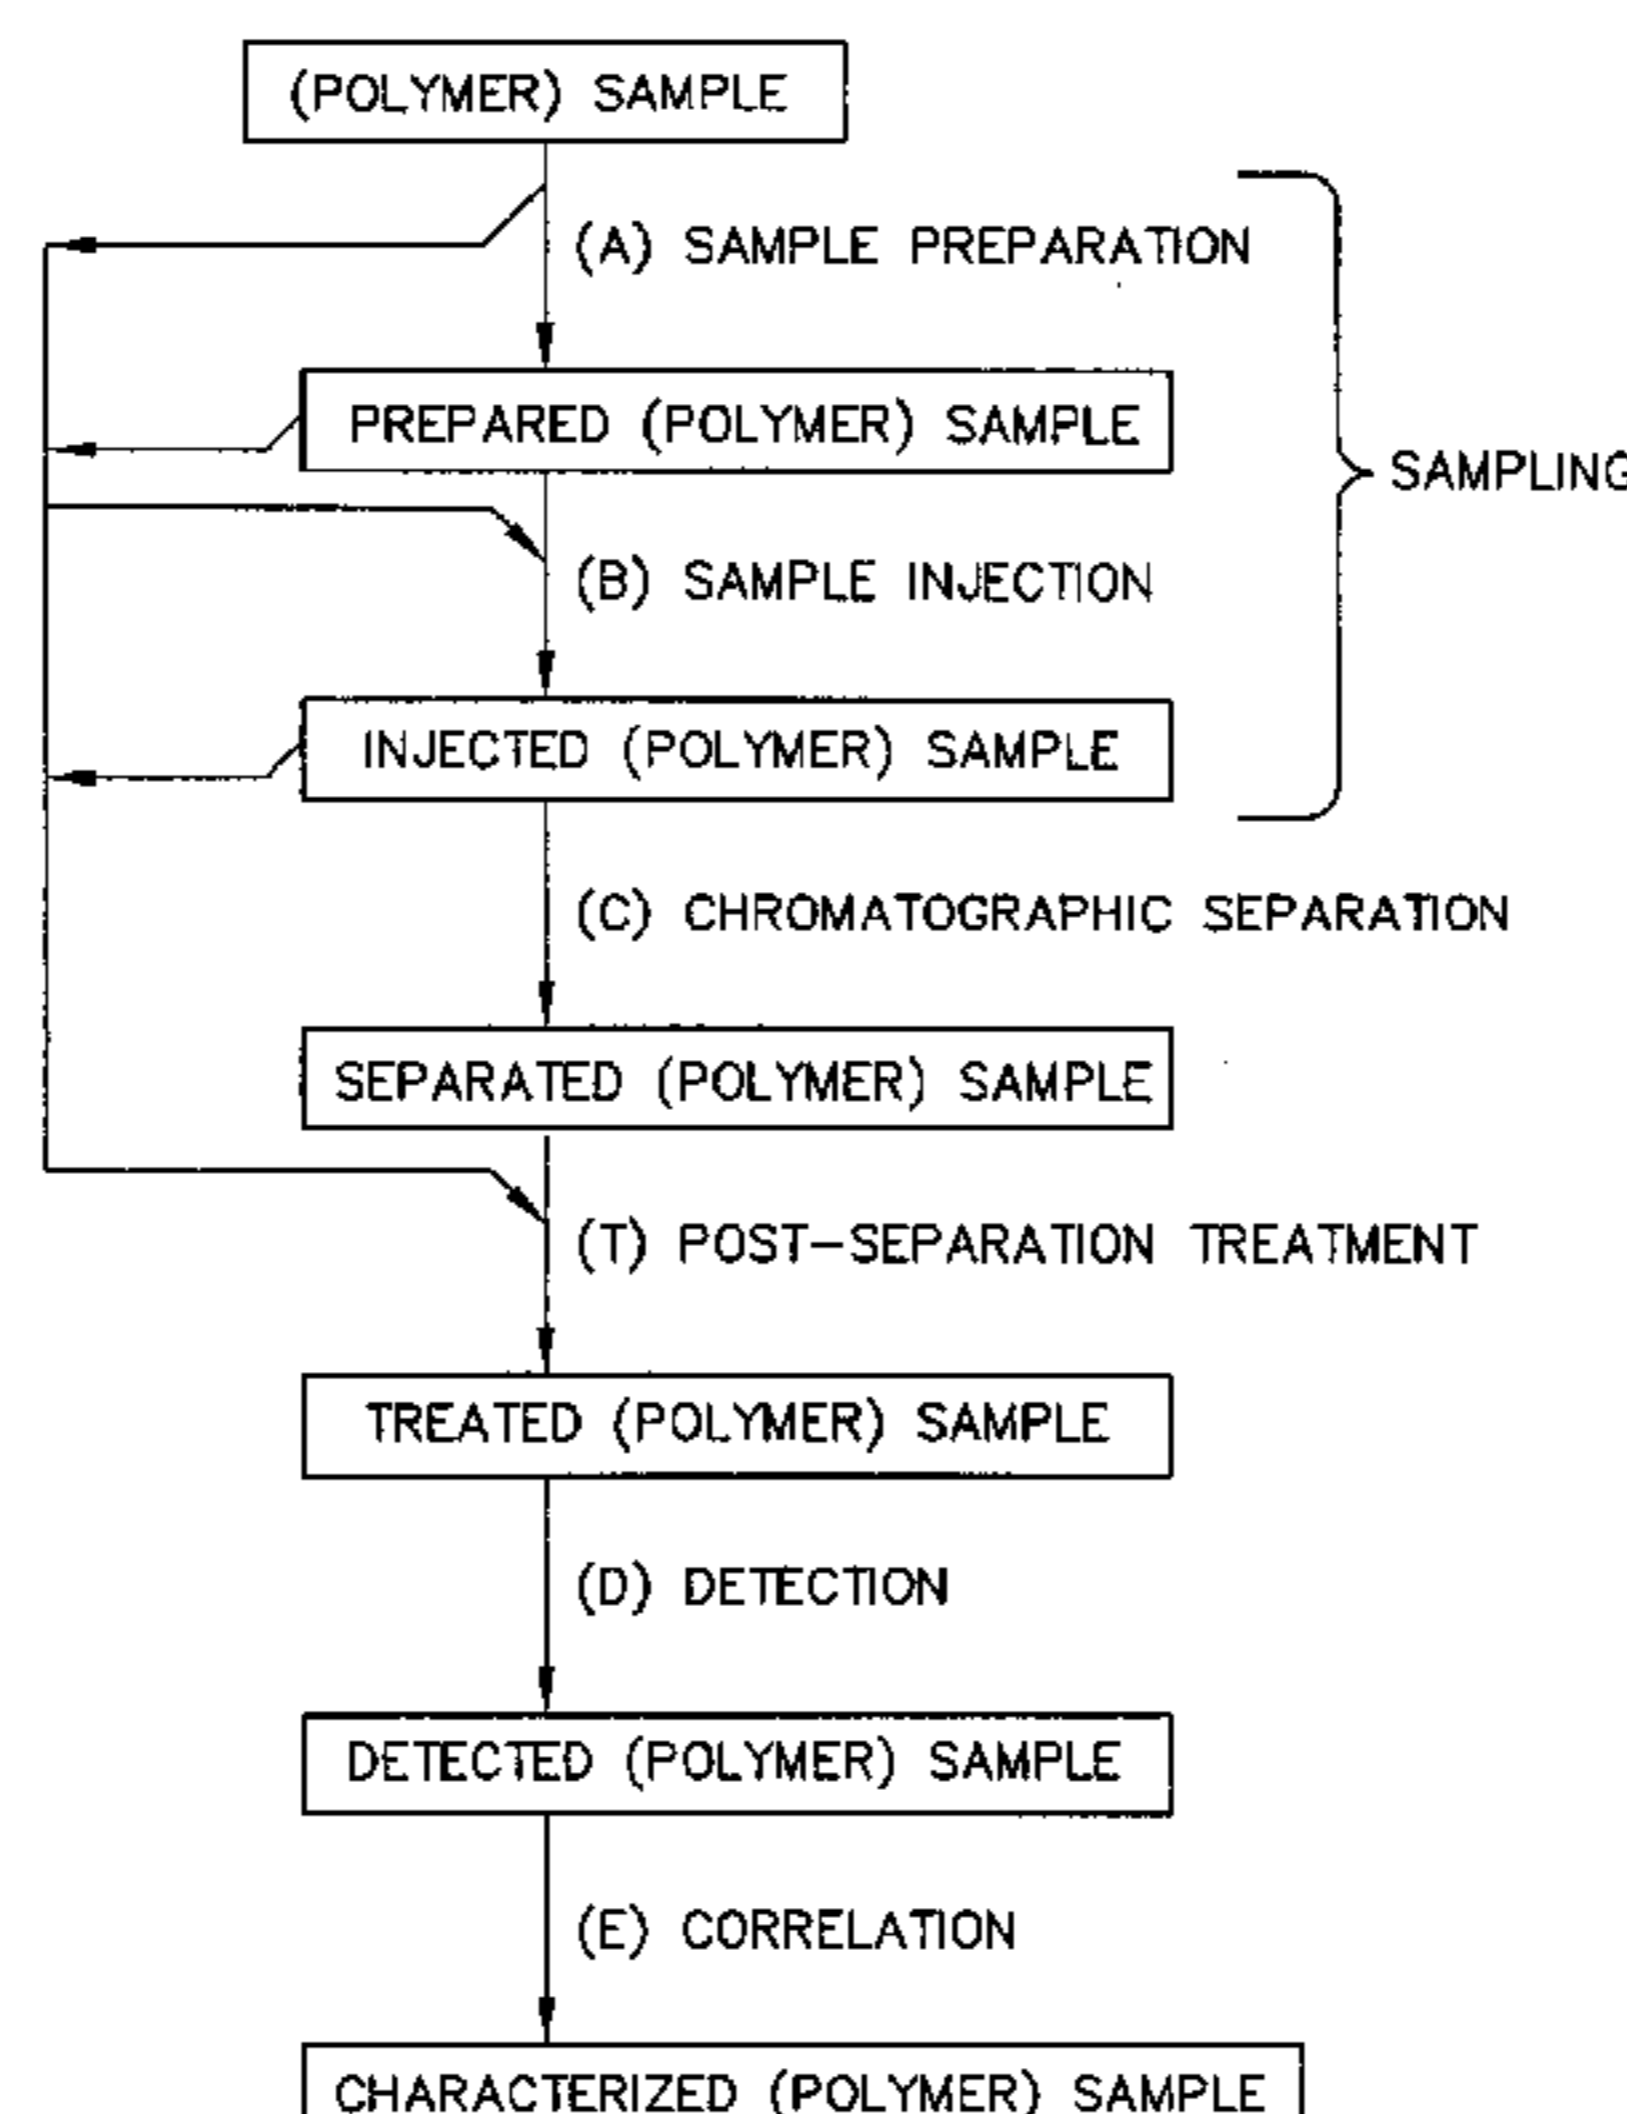 (POLYMER) SAMPLE
(A) SAMPLE PREPARATION
PREPARED (POLYMER) SAMPLE
SAMPLING
(B) SAMPLE INJECTION
INJECTED (POLYMER) SAMPLE
(C) CHROMATOGRAPHIC SEPARATION
SEPARATED (POLYMER) SAMPLE
(T) POST-SEPARATION TREATMENT
TREATED (POLYMER) SAMPLE
(D) DETECTION
DETECTED (POLYMER) SAMPLE
(E) CORRELATION
CHARACTERIZED (POLYMER) SAMPLE